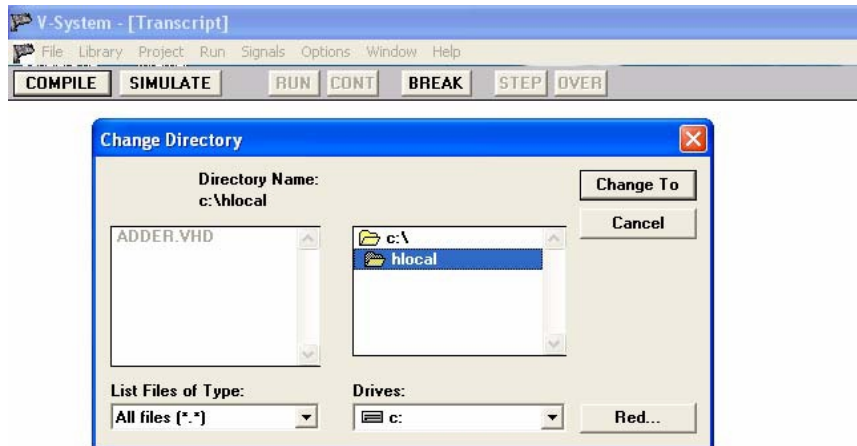 V-System - [Transcript]
File Library Project Run Signals Options Window Help
COMPILE SIMULATE RUN CONT BREAK STEP OVER
Change Directory
Directory Name:
c:\hlocal
Change To
Cancel
ADDER.VHD
c:\
hlocal
List Files of Type:
All files (*.*)
Drives:
c:
Red...